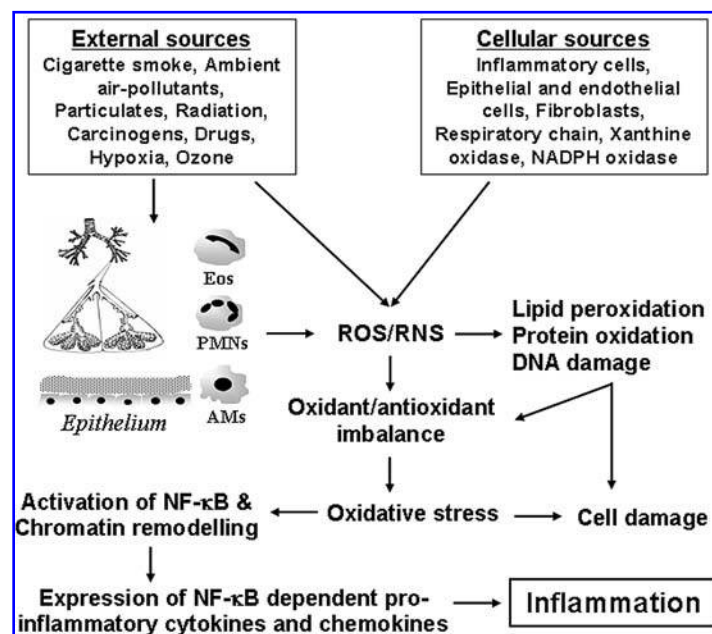 External sources
Cigarette smoke, Ambient
air-pollutants,
Particulates, Radiation,
Carcinogens, Drugs,
Hypoxia, Ozone
Cellular sources
Inflammatory cells,
Epithelial and endothelial
cells, Fibroblasts,
Respiratory chain, Xanthine
oxidase, NADPH oxidase
Eos
PMNs
AMs
Epithelium
ROS/RNS
Lipid peroxidation
Protein oxidation
DNA damage
Oxidant/antioxidant
imbalance
Activation of NF-κB &
Chromatin remodelling
Oxidative stress
Cell damage
Expression of NF-κB dependent pro-
inflammatory cytokines and chemokines
Inflammation